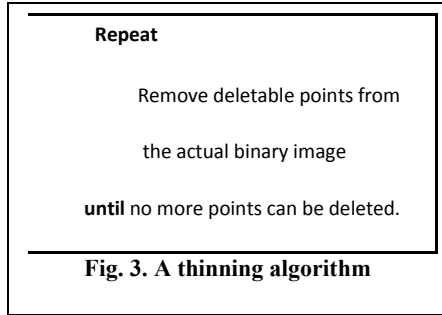 Repeat
Remove deletable points from
the actual binary image
until no more points can be deleted.
Fig. 3. A thinning algorithm